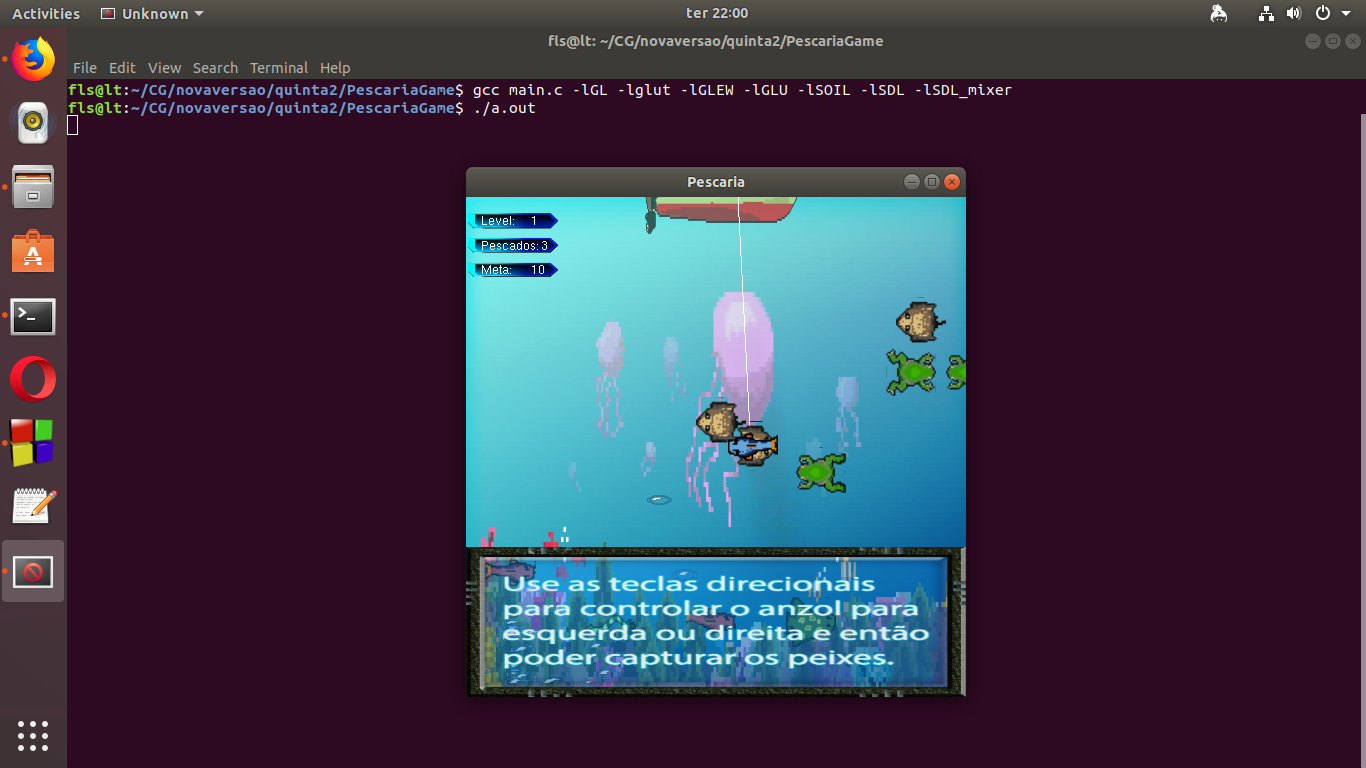 Activities Unknown ter 22:00
fls@lt: ~/CG/novaversao/quinta2/PescariaGame
File Edit View Search Terminal Help
fls@lt:~/CG/novaversao/quinta2/PescariaGame$ gcc main.c -lGL -lglut -lGLEW -lGLU -lSOIL -lSDL -lSDL_mixer
fls@lt:~/CG/novaversao/quinta2/PescariaGame$ ./a.out
Pescaria
Level: 1
Pescados: 3
Meta: 10
Use as teclas direcionais
para controlar o anzol para
esquerda ou direita e então
poder capturar os peixes.